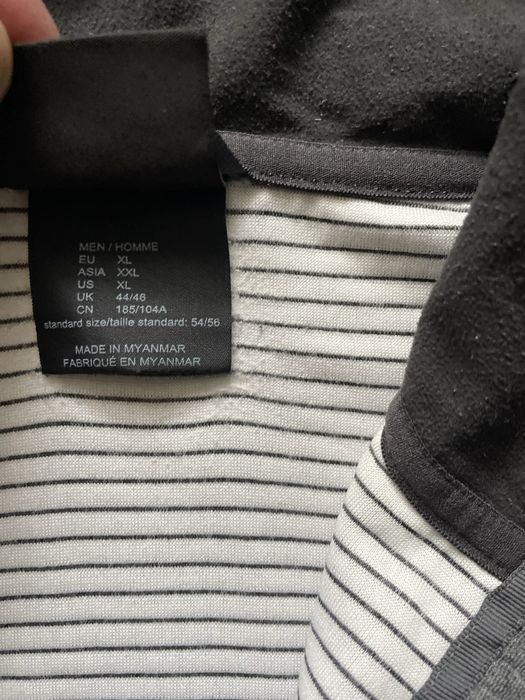 MEN / HOMME
EU XL
ASIA XXL
US XL
UK 44/46
CN 185/104A
standard size/taille standard: 54/56
MADE IN MYANMAR
FABRIQUÉ EN MYANMAR